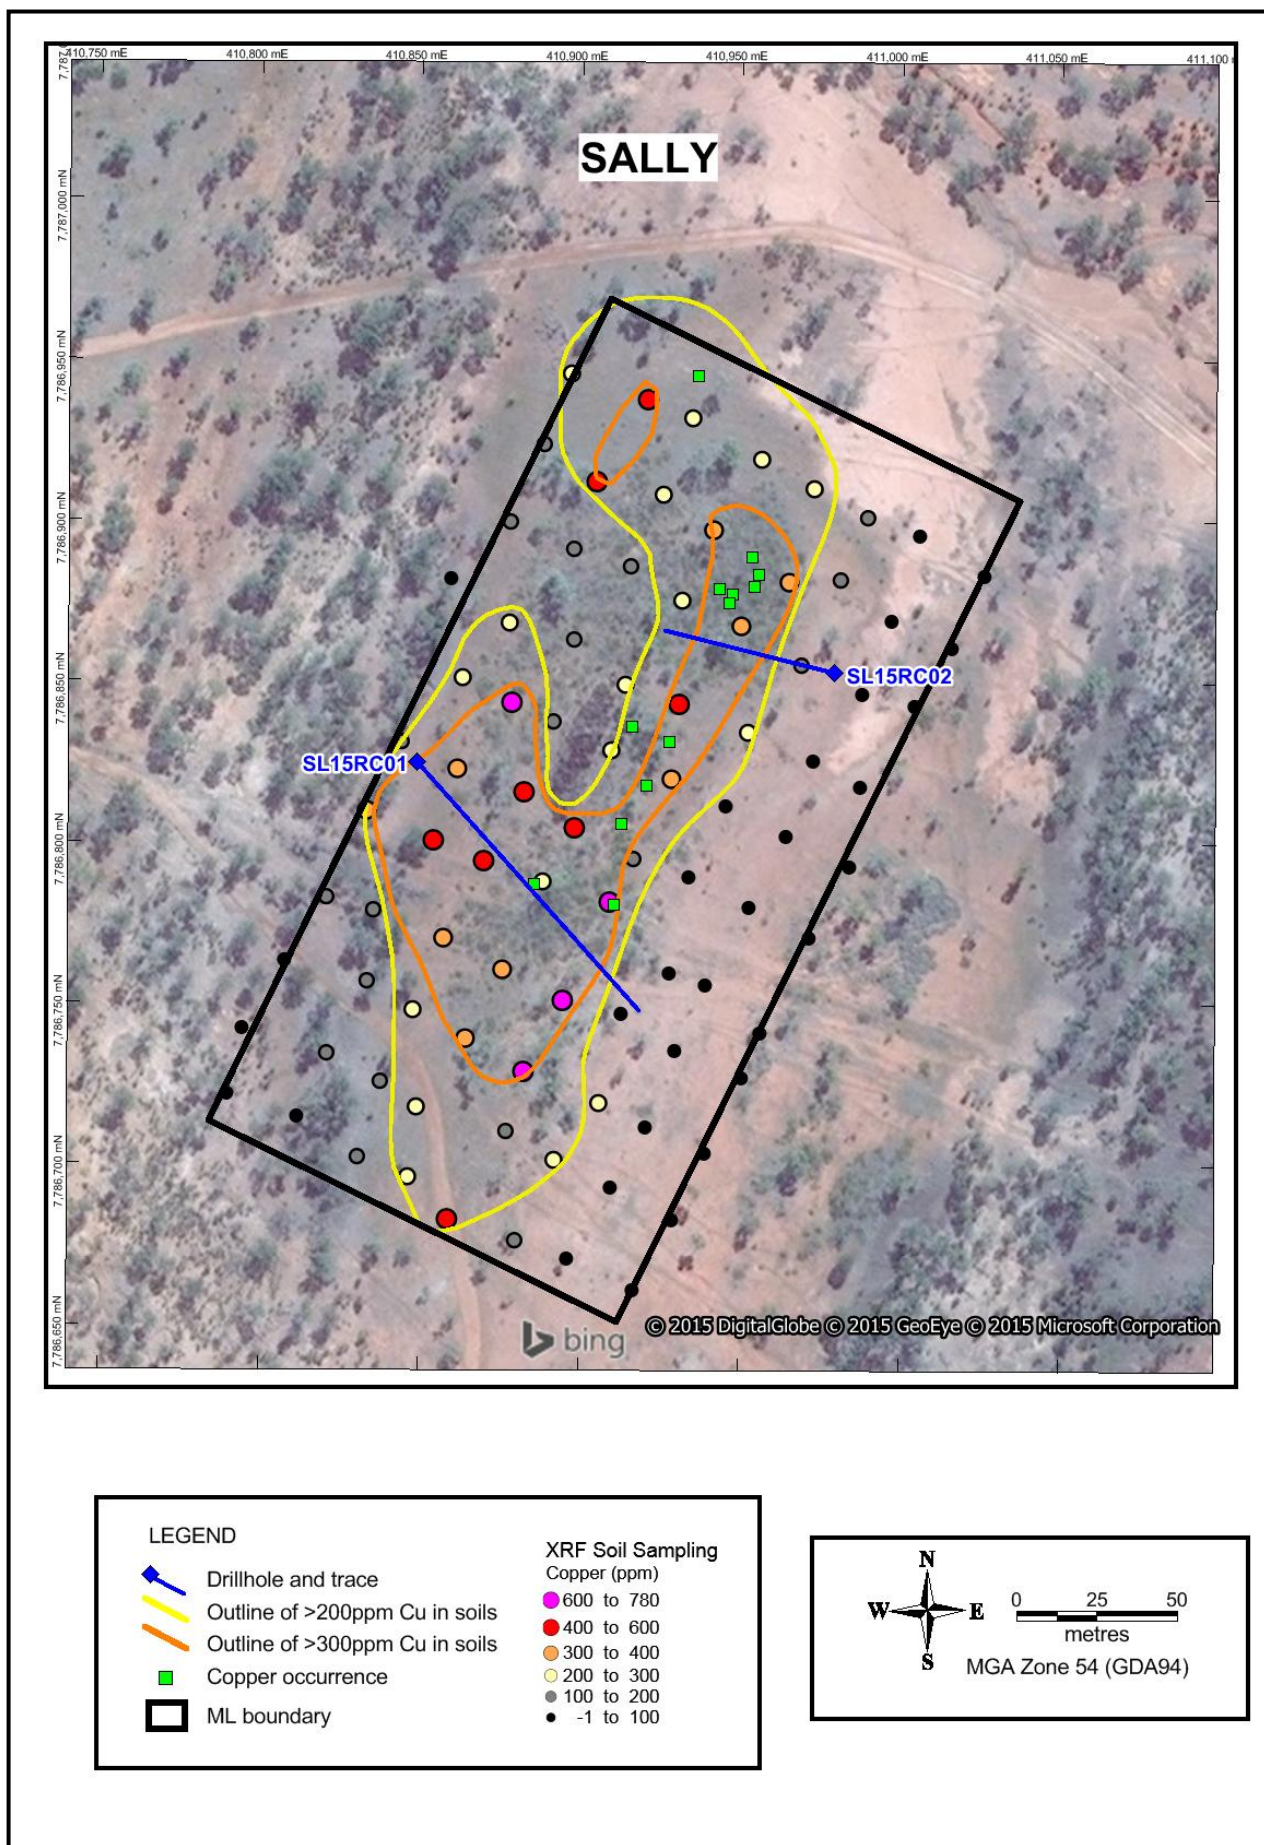 410,750 mE
410,800 mE
410,850 mE
410,900 mE
410,950 mE
411,000 mE
411,050 mE
SALLY
7,787,000 mN
7,786,950 mN
7,786,900 mN
7,786,850 mN
7,786,800 mN
7,786,750 mN
7,786,700 mN
7,786,650 mN
SL15RC02
SL15RC01
© 2015 DigitalGlobe © 2015 GeoEye © 2015 Microsoft Corporation
bing
LEGEND
Drillhole and trace
Outline of >200ppm Cu in soils
Outline of >300ppm Cu in soils
Copper occurrence
ML boundary
XRF Soil Sampling
Copper (ppm)
600 to 780
400 to 600
300 to 400
200 to 300
100 to 200
-1 to 100
N
W E
S
0 25 50
metres
MGA Zone 54 (GDA94)